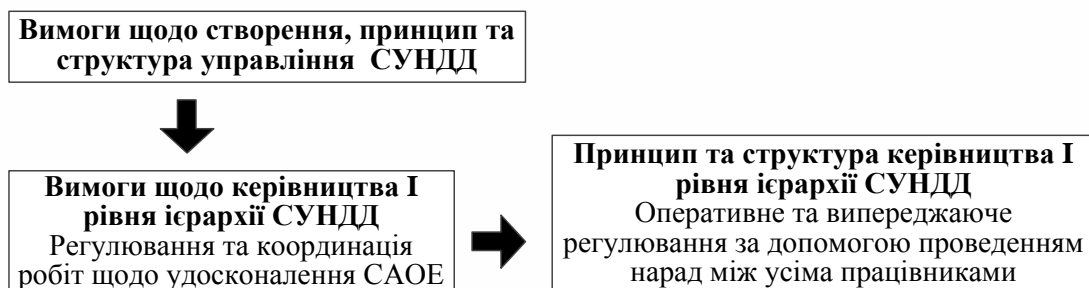 Вимоги щодо створення, принцип та
структура управління СУНДД
Вимоги щодо керівництва І
рівня ієрархії СУНДД
Регулювання та координація
робіт щодо удосконалення САОЕ
Принцип та структура керівництва І
рівня ієрархії СУНДД
Оперативне та випереджаюче
регулювання за допомогою проведенням
нарад між усіма працівниками